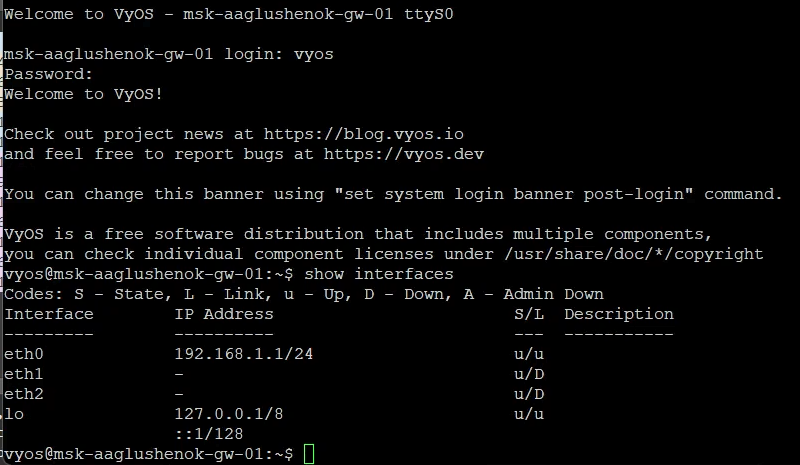 Welcome to VyOS - msk-aaglushenok-gw-01 ttyS0
msk-aaglushenok-gw-01 login: vyos
Password:
Welcome to VyOS!
Check out project news at https://blog.vyos.io
and feel free to report bugs at https://vyos.dev
You can change this banner using "set system login banner post-login" command.
VyOS is a free software distribution that includes multiple components,
you can check individual component licenses under /usr/share/doc/*/copyright
vyos@msk-aaglushenok-gw-01:~$ show interfaces
Codes: S - State, L - Link, u - Up, D - Down, A - Admin Down
Interface        IP Address                        S/L  Description
---------        ----------                        ---  -----------
eth0             192.168.1.1/24                    u/u
eth1             -                                 u/D
eth2             -                                 u/D
lo               127.0.0.1/8                       u/u
                 ::1/128
vyos@msk-aaglushenok-gw-01:~$